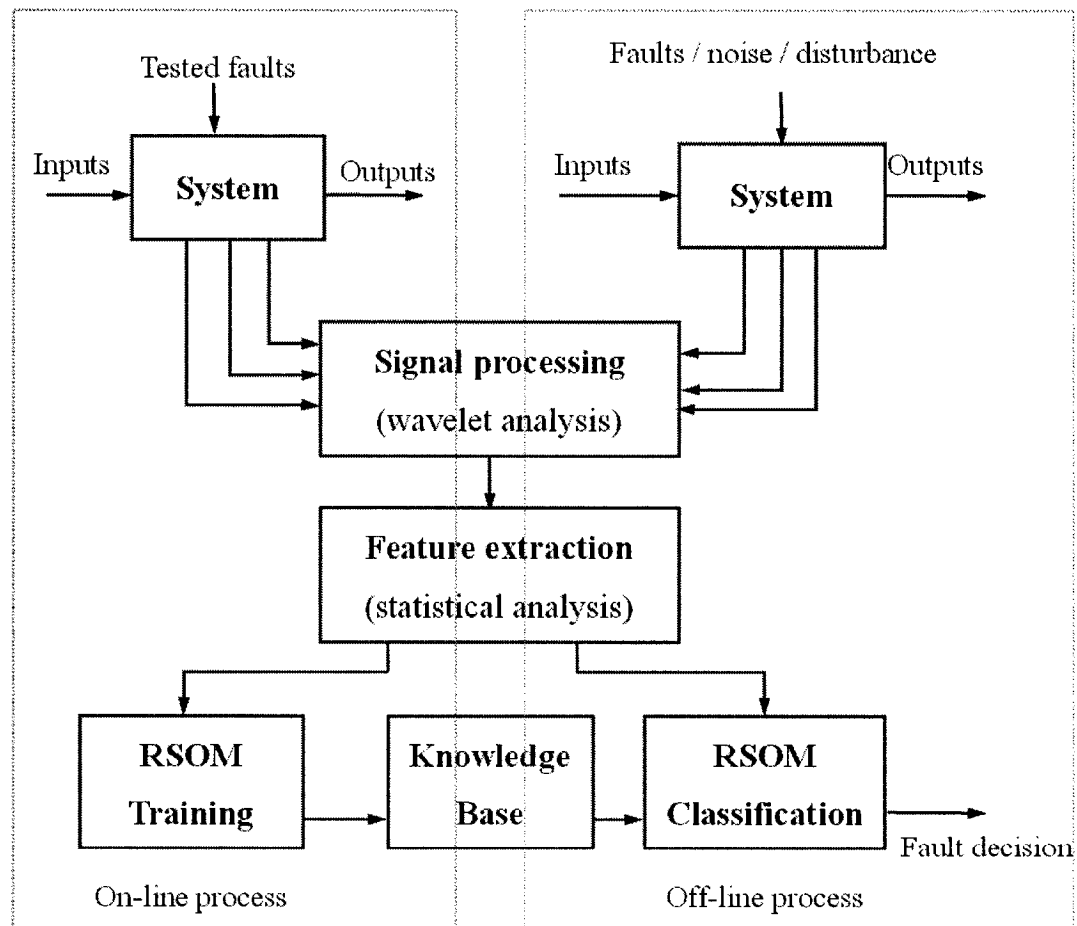 Tested faults
Faults / noise / disturbance
Inputs
System
Outputs
Inputs
System
Outputs
Signal processing
(wavelet analysis)
Feature extraction
(statistical analysis)
RSOM
Training
Knowledge
Base
RSOM
Classification
Fault decision
On-line process
Off-line process